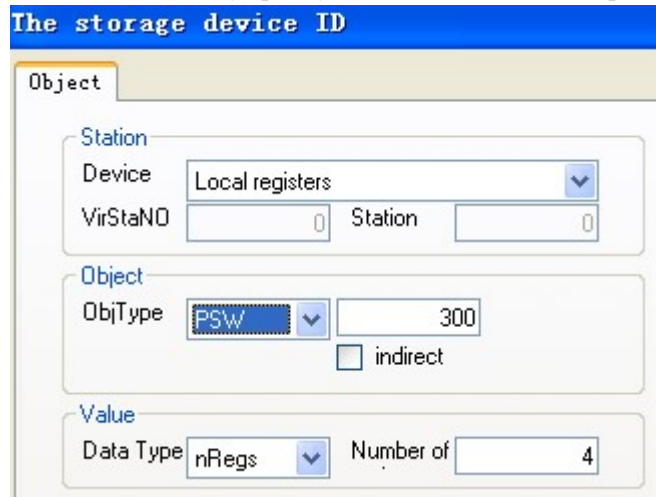 The storage device ID
Object
Station
Device Local registers
VirStaNO 0 Station 0
Object
ObjType PSW 300
indirect
Value
Data Type nRegs Number of 4